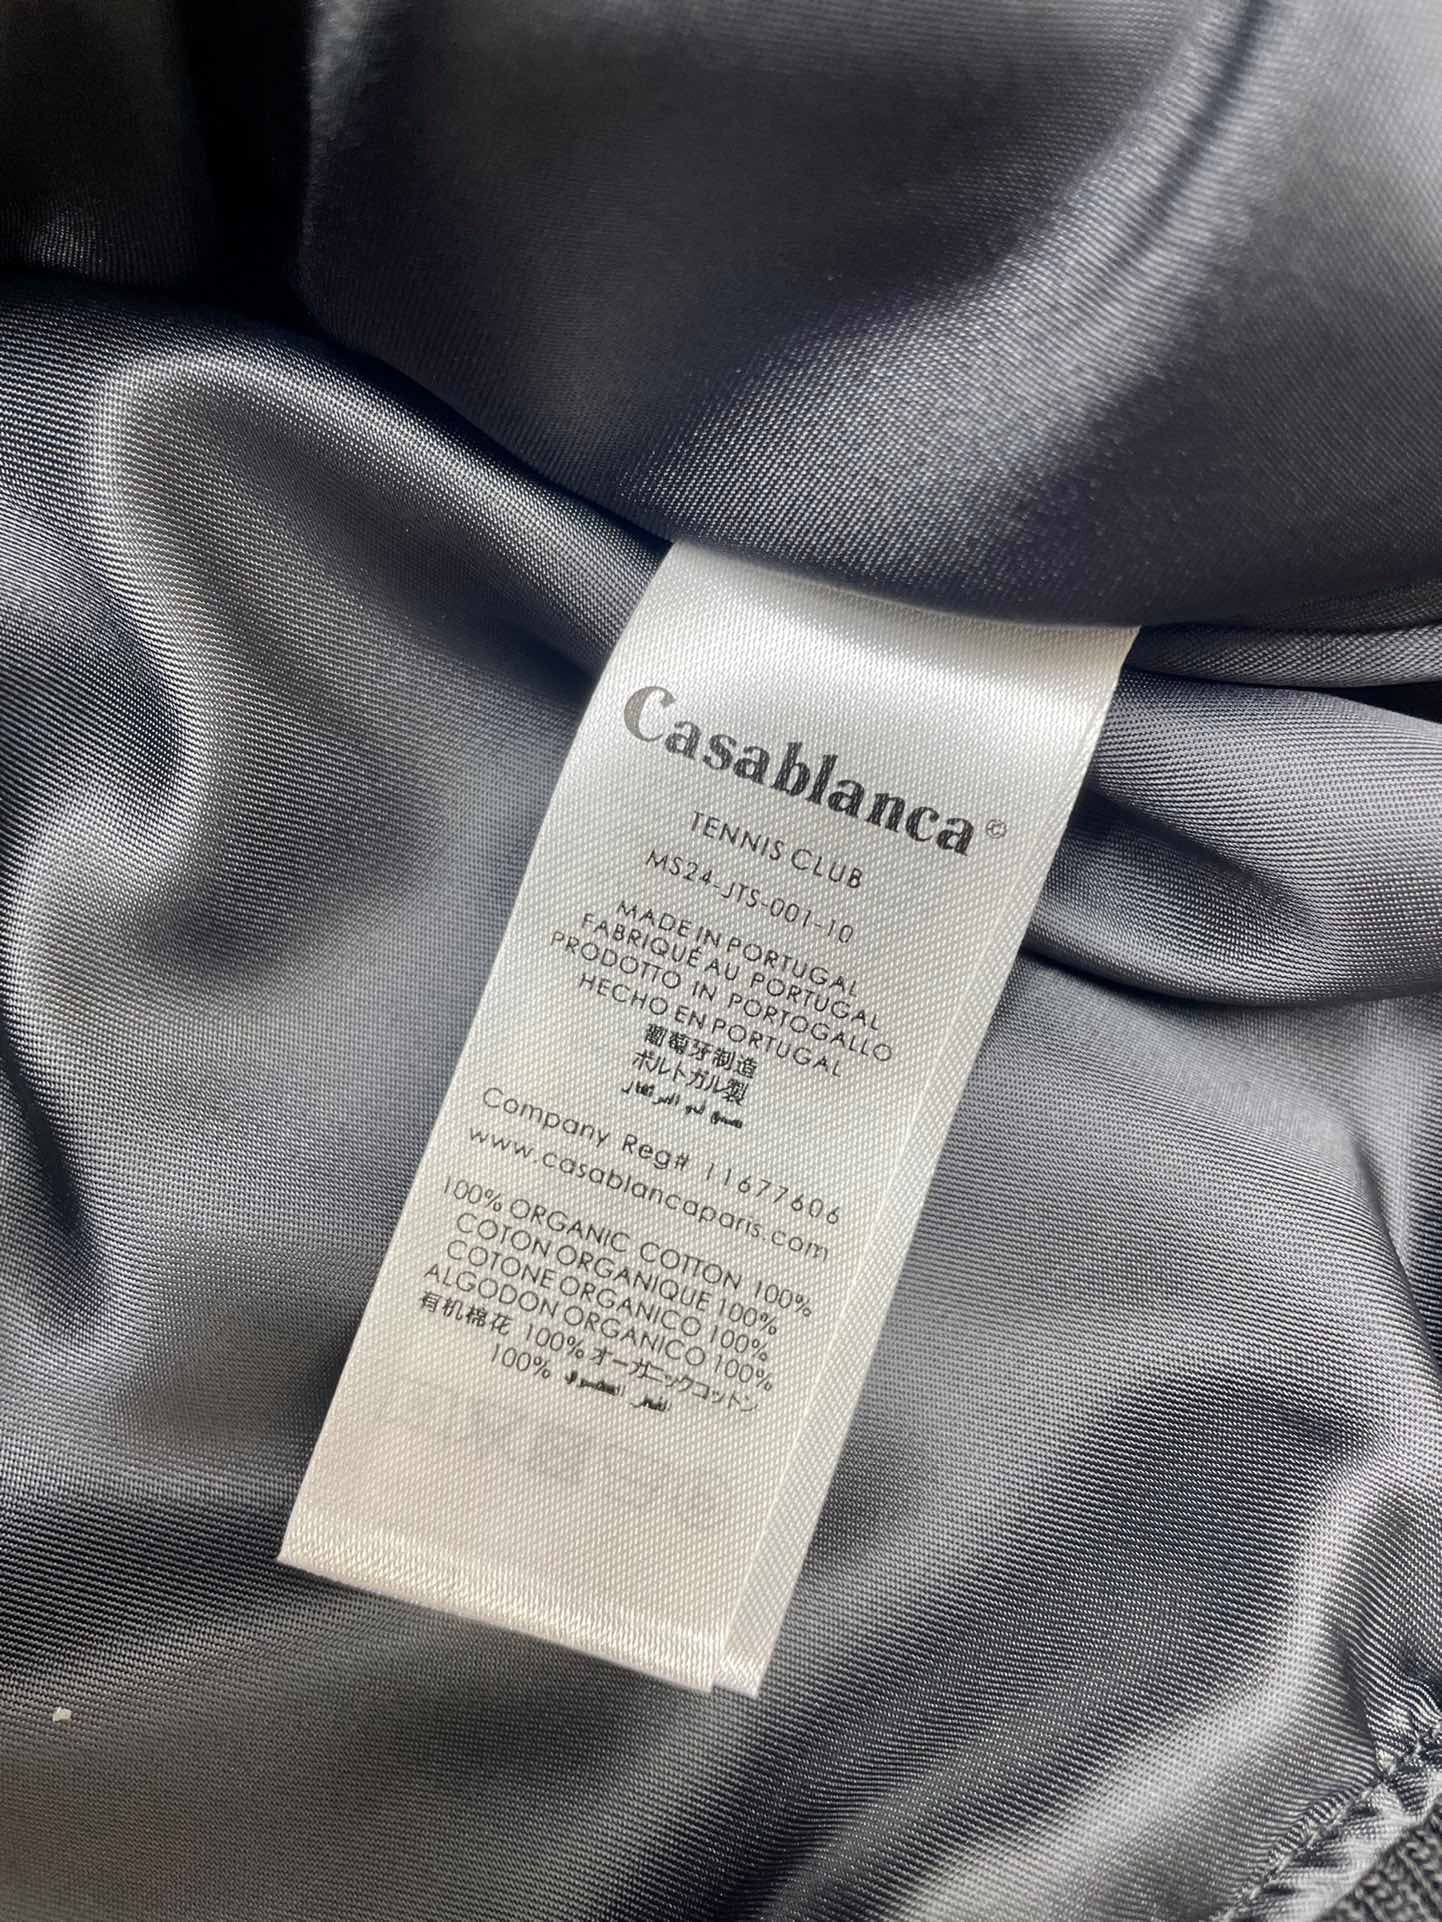 Casablanca©
TENNIS CLUB
MS24-JTS-001-10
MADE IN PORTUGAL
FABRIQUÉ AU PORTUGAL
PRODOTTO IN PORTOGALLO
HECHO EN PORTUGAL
葡萄牙制造
ポルトガル製
Company Reg# 11677606
www.casablancaparis.com
100% ORGANIC COTTON 100%
COTON ORGANIQUE 100%
COTONE ORGANICO 100%
ALGODON ORGANICO 100%
有机棉花 100% オーガニックコットン
100%